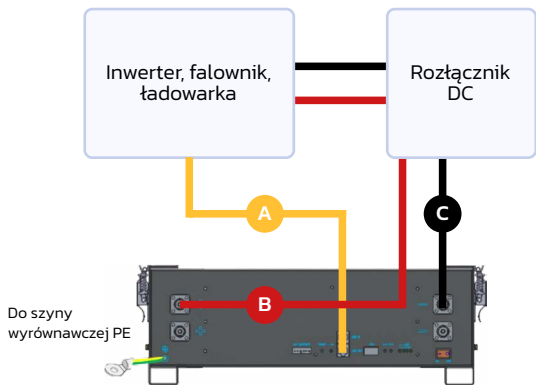 Inwerter, falownik,
ładowarka
Rozłącznik
DC
A
C
B
Do szyny
wyrównawczej PE